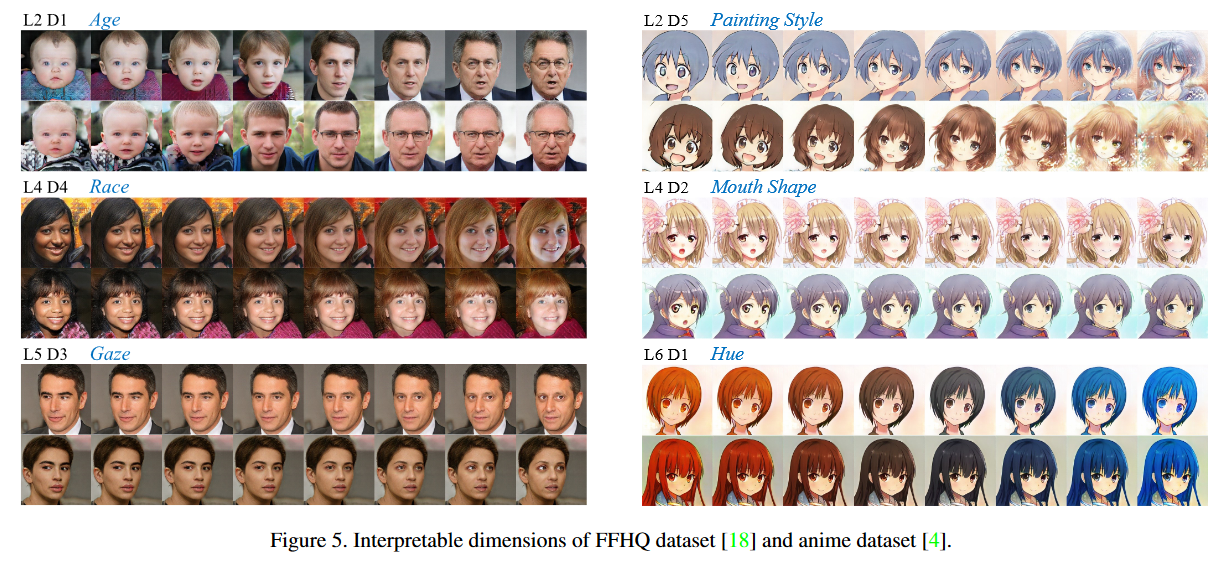 L2 D1 Age
L4 D4 Race
L5 D3 Gaze
L2 D5 Painting Style
L4 D2 Mouth Shape
L6 D1 Hue
Figure 5. Interpretable dimensions of FFHQ dataset [18] and anime dataset [4].